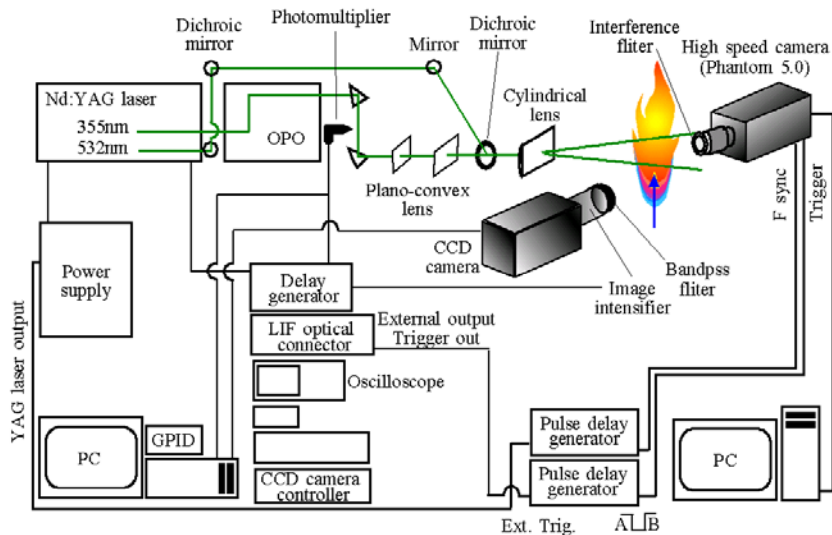 Photomultiplier
Dichroic
mirror
Mirror
Dichroic
mirror
Interference
fliter
High speed camera
(Phantom 5.0)
Nd:YAG laser
355nm
532nm
OPO
Cylindrical
lens
Plano-convex
lens
F sync
Trigger
CCD
camera
Bandpss
fliter
Image
intensifier
Power
supply
Delay
generator
YAG laser output
LIF optical
connector
External output
Trigger out
Oscilloscope
PC
GPID
CCD camera
controller
Pulse delay
generator
Pulse delay
generator
PC
Ext. Trig.
A B